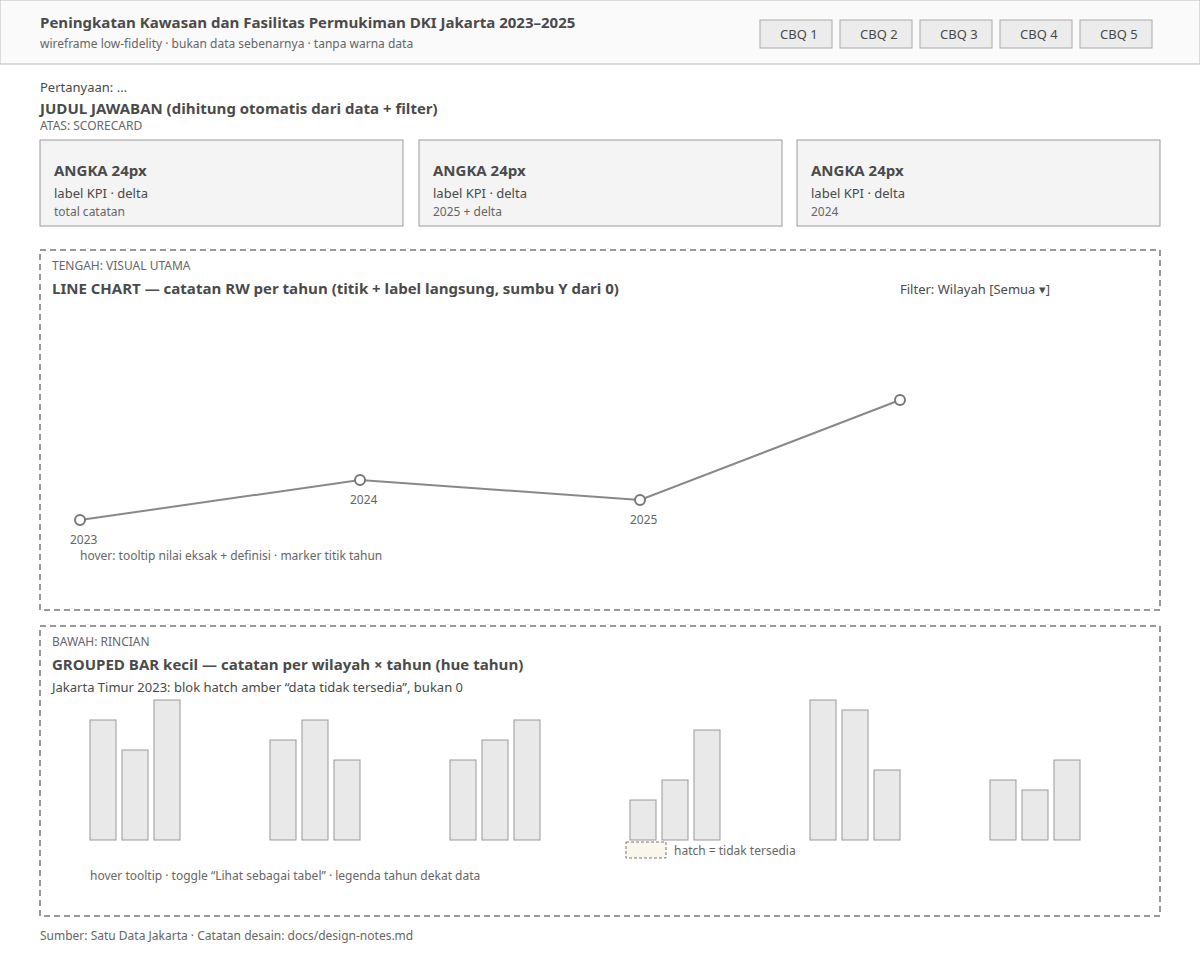 Peningkatan Kawasan dan Fasilitas Permukiman DKI Jakarta 2023–2025
wireframe low-fidelity · bukan data sebenarnya · tanpa warna data
CBQ 1
CBQ 2
CBQ 3
CBQ 4
CBQ 5
Pertanyaan: ...
JUDUL JAWABAN (dihitung otomatis dari data + filter)
ATAS: SCORECARD
ANGKA 24px
label KPI · delta
total catatan
ANGKA 24px
label KPI · delta
2025 + delta
ANGKA 24px
label KPI · delta
2024
TENGAH: VISUAL UTAMA
LINE CHART — catatan RW per tahun (titik + label langsung, sumbu Y dari 0)
Filter: Wilayah [Semua ▾]
2023
2024
2025
hover: tooltip nilai eksak + definisi · marker titik tahun
BAWAH: RINCIAN
GROUPED BAR kecil — catatan per wilayah × tahun (hue tahun)
Jakarta Timur 2023: blok hatch amber “data tidak tersedia”, bukan 0
hatch = tidak tersedia
hover tooltip · toggle “Lihat sebagai tabel” · legenda tahun dekat data
Sumber: Satu Data Jakarta · Catatan desain: docs/design-notes.md